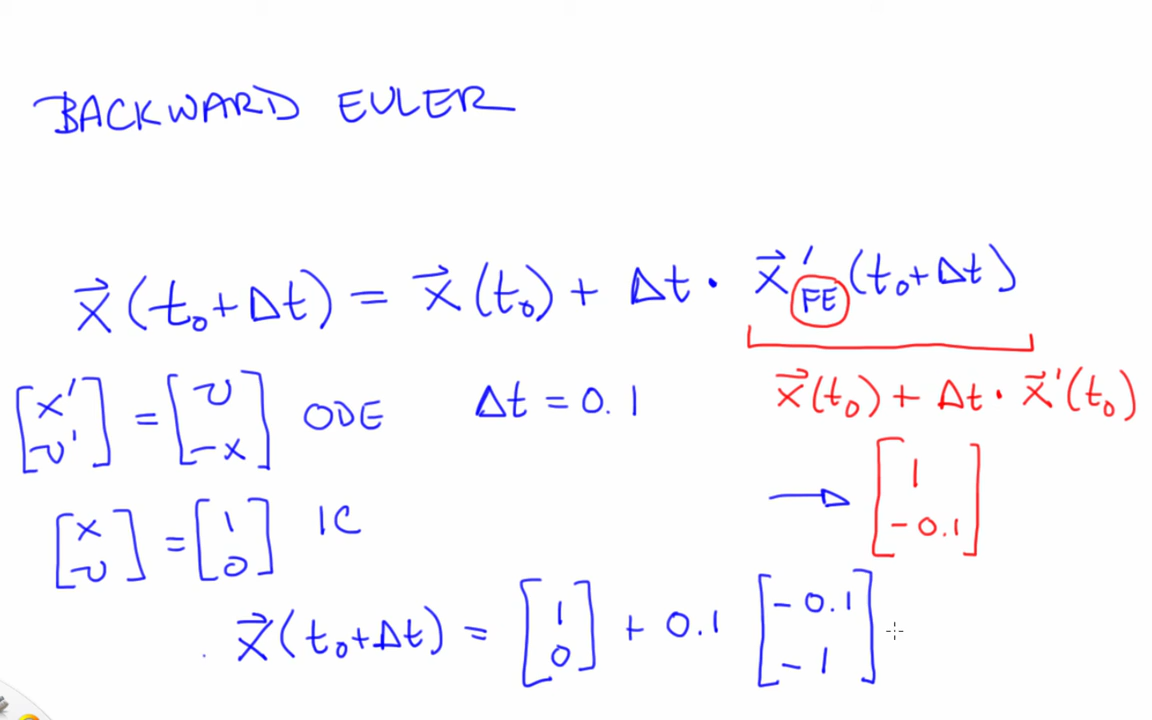 BACKWARD EULER
x⃗(t₀+Δt) = x⃗(t₀) + Δt · x⃗′FE(t₀+Δt)
x⃗(t₀) + Δt · x⃗'(t₀)
[x' v'] = [v -x] ODE Δt = 0.1
→ [1 -0.1]
[x v] = [1 0] IC
x⃗(t₀+Δt) = [1 0] + 0.1 [-0.1 -1]